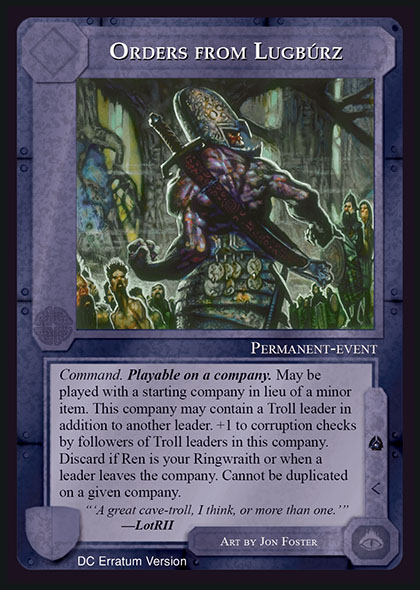 Orders from Lugbúrz
Permanent-event
Command. Playable on a company. May be
played with a starting company in lieu of a minor
item. This company may contain a Troll leader in
addition to another leader. +1 to corruption checks
by followers of Troll leaders in this company.
Discard if Ren is your Ringwraith or when a
leader leaves the company. Cannot be duplicated
on a given company.
“‘A great cave-troll, I think, or more than one.’”
—LotRII
Art by Jon Foster
DC Erratum Version